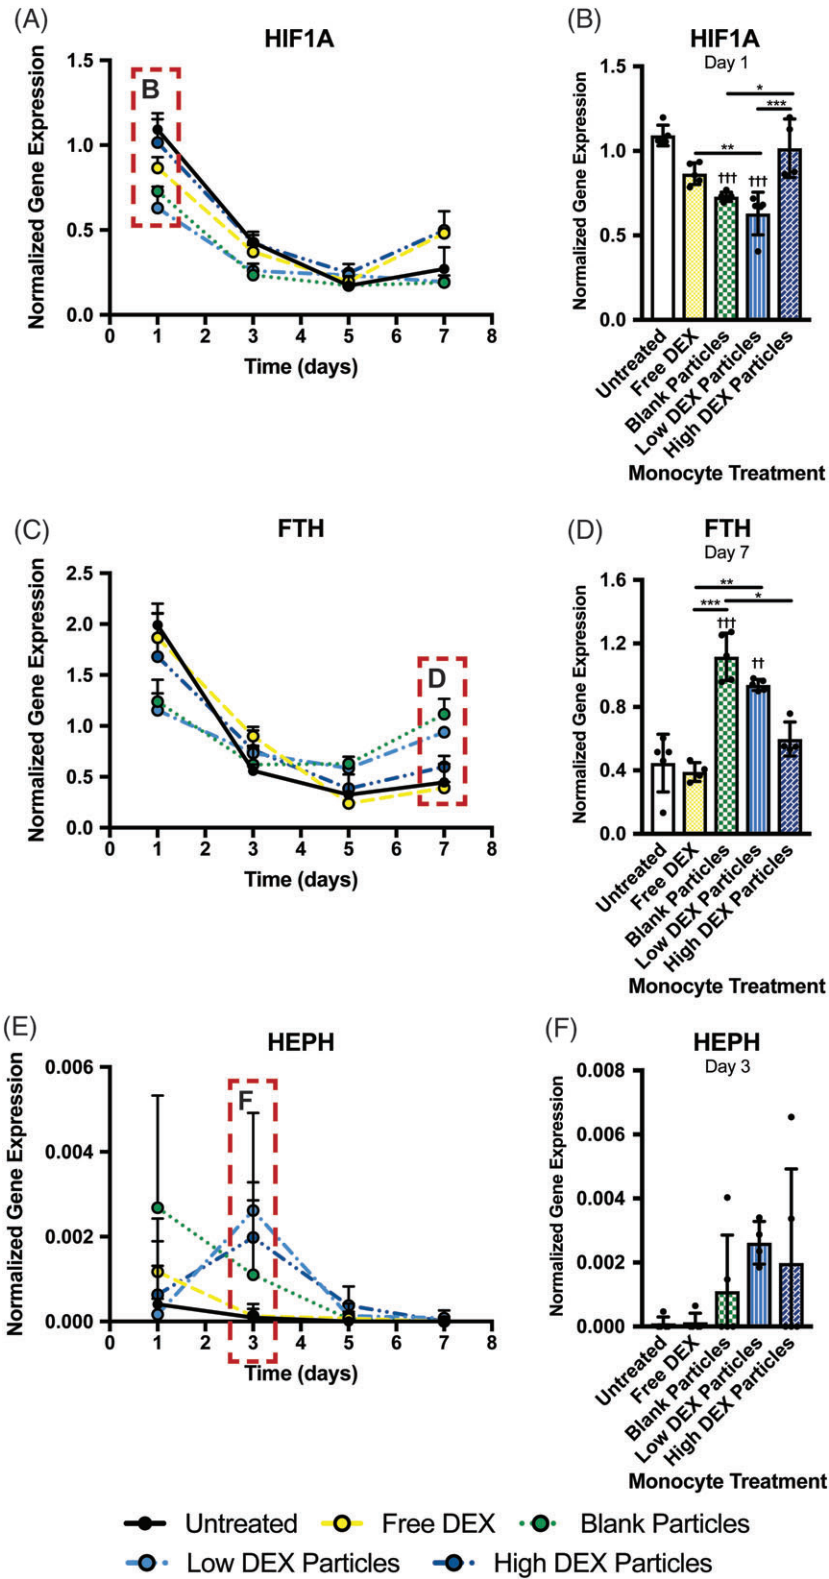 (A)
HIF1A
Normalized Gene Expression
1.5
1.0
0.5
0.0
B
0 1 2 3 4 5 6 7 8
Time (days)
(B)
HIF1A
Day 1
Normalized Gene Expression
1.5
1.0
0.5
0.0
*
***
**
††† †††
Untreated
Free DEX
Blank Particles
Low DEX Particles
High DEX Particles
Monocyte Treatment
(C)
FTH
Normalized Gene Expression
2.5
2.0
1.5
1.0
0.5
0.0
D
0 1 2 3 4 5 6 7 8
Time (days)
(D)
FTH
Day 7
Normalized Gene Expression
1.6
1.2
0.8
0.4
0.0
**
*** *
†††
††
Untreated
Free DEX
Blank Particles
Low DEX Particles
High DEX Particles
Monocyte Treatment
(E)
HEPH
Normalized Gene Expression
0.006
0.004
0.002
0.000
F
0 1 2 3 4 5 6 7 8
Time (days)
(F)
HEPH
Day 3
Normalized Gene Expression
0.008
0.006
0.004
0.002
0.000
Untreated
Free DEX
Blank Particles
Low DEX Particles
High DEX Particles
Monocyte Treatment
Untreated Free DEX Blank Particles
Low DEX Particles High DEX Particles